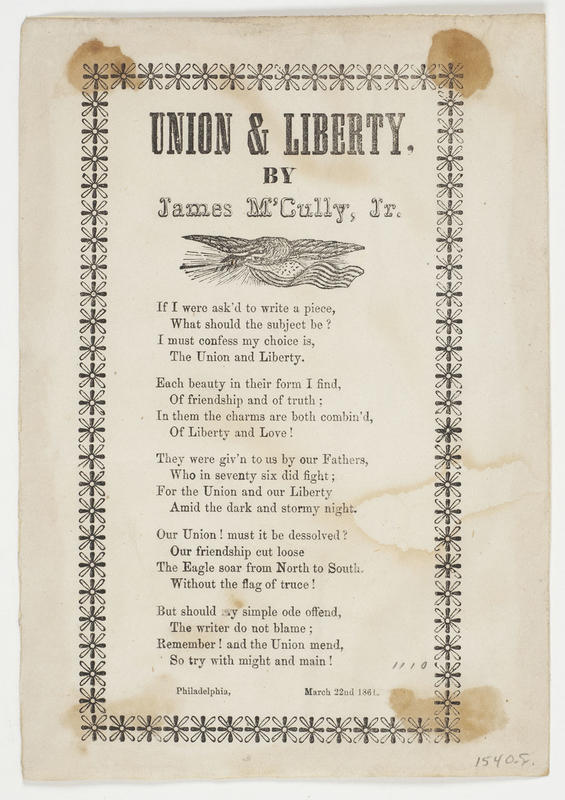 UNION & LIBERTY.
BY
James M'Cully, Jr.
If I were ask'd to write a piece,
What should the subject be?
I must confess my choice is,
The Union and Liberty.
Each beauty in their form I find,
Of friendship and of truth;
In them the charms are both combin'd,
Of Liberty and Love!
They were giv'n to us by our Fathers,
Who in seventy six did fight;
For the Union and our Liberty
Amid the dark and stormy night.
Our Union! must it be dessolved?
Our friendship cut loose
The Eagle soar from North to South.
Without the flag of truce!
But should my simple ode offend,
The writer do not blame;
Remember! and the Union mend,
So try with might and main!
Philadelphia, March 22nd 1861.